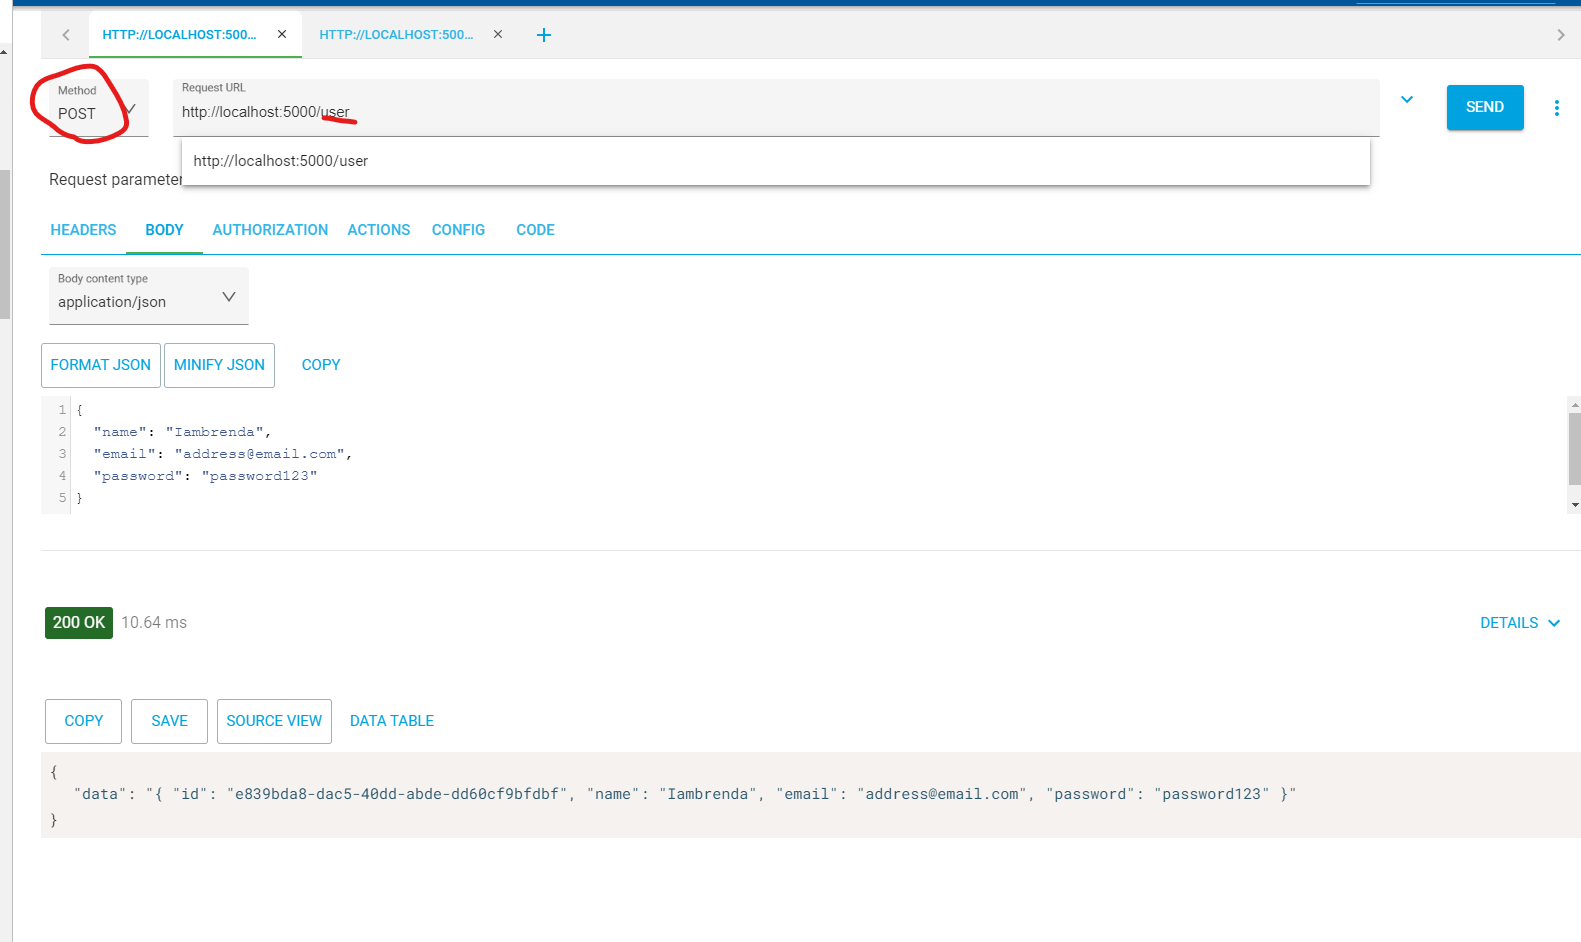 HTTP://LOCALHOST:500...
HTTP://LOCALHOST:500...
Method
POST
Request URL
http://localhost:5000/user
SEND
http://localhost:5000/user
Request parameter
HEADERS BODY AUTHORIZATION ACTIONS CONFIG CODE
Body content type
application/json
FORMAT JSON MINIFY JSON COPY
1 {
2 "name": "Iambrenda",
3 "email": "address@email.com",
4 "password": "password123"
5 }
200 OK 10.64 ms DETAILS
COPY SAVE SOURCE VIEW DATA TABLE
{
"data": "{ "id": "e839bda8-dac5-40dd-abde-dd60cf9bfdbf", "name": "Iambrenda", "email": "address@email.com", "password": "password123" }"
}